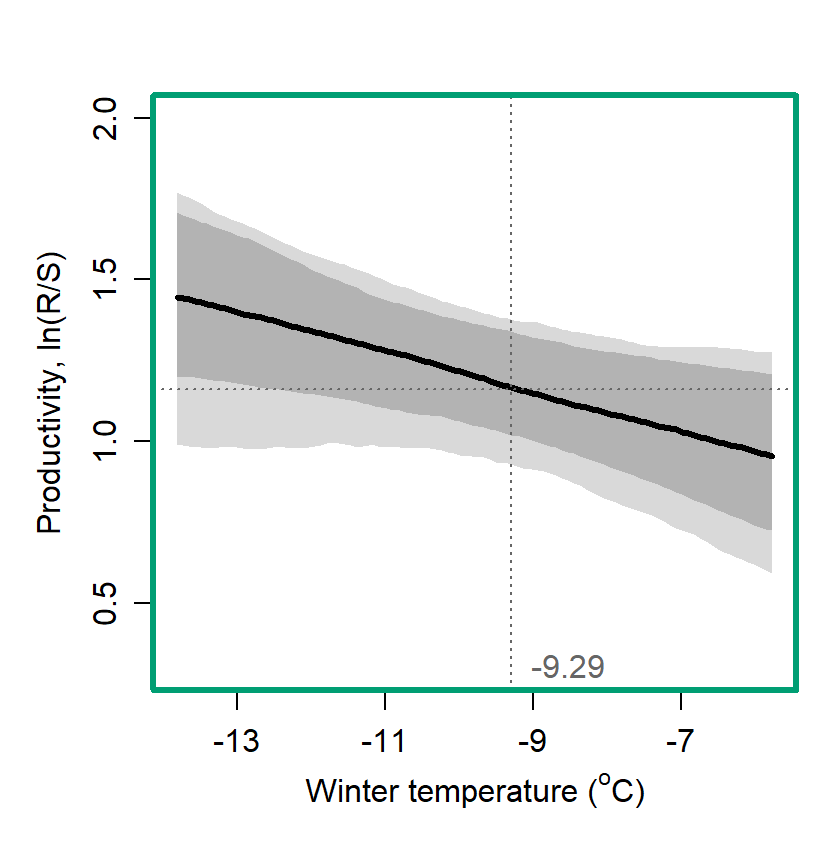 Productivity, ln(R/S)
2.0
1.5
1.0
0.5
-9.29
-13 -11 -9 -7
Winter temperature (°C)